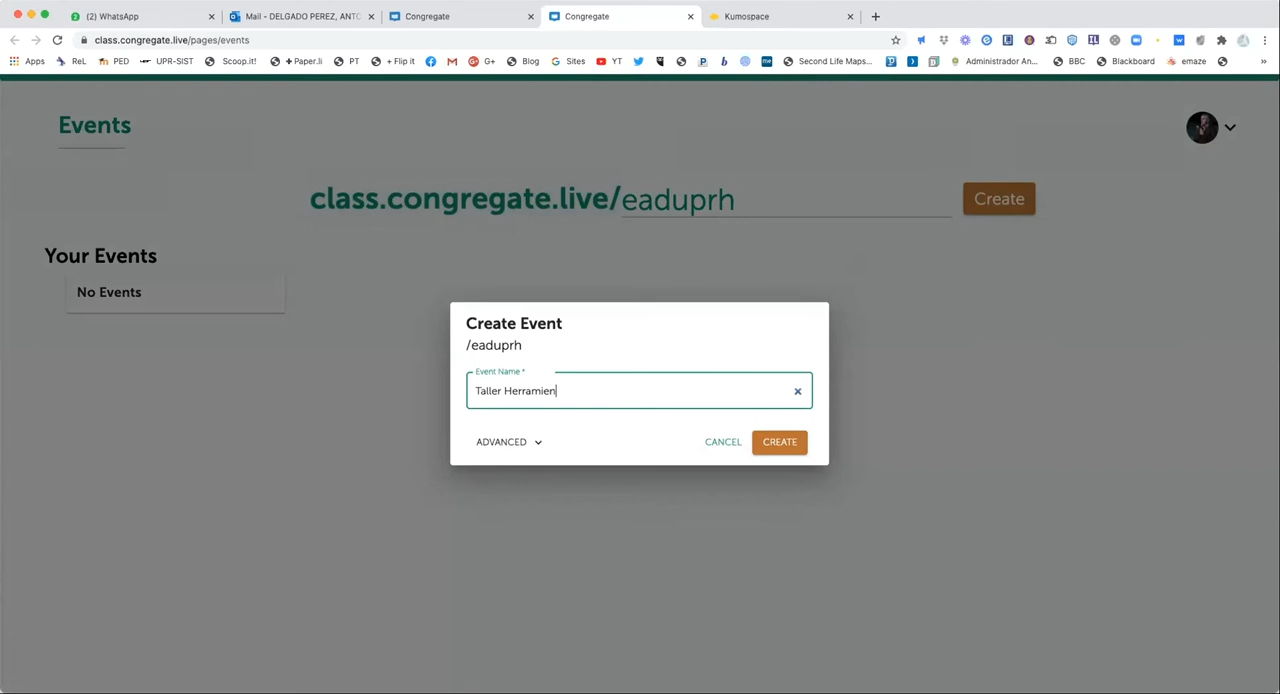 (2) WhatsApp
Mail - DELGADO PEREZ, ANTO
Congregate
Congregate
Kumospace
class.congregate.live/pages/events
Apps ReL PED UPR-SIST Scoop.it! + Paper.li PT + Flip it G+ Blog Sites YT Second Life Maps... Administrador An... BBC Blackboard emaze »
Events
class.congregate.live/eaduprh
Create
Your Events
No Events
Create Event
/eaduprh
Event Name *
Taller Herramien
ADVANCED
CANCEL
CREATE